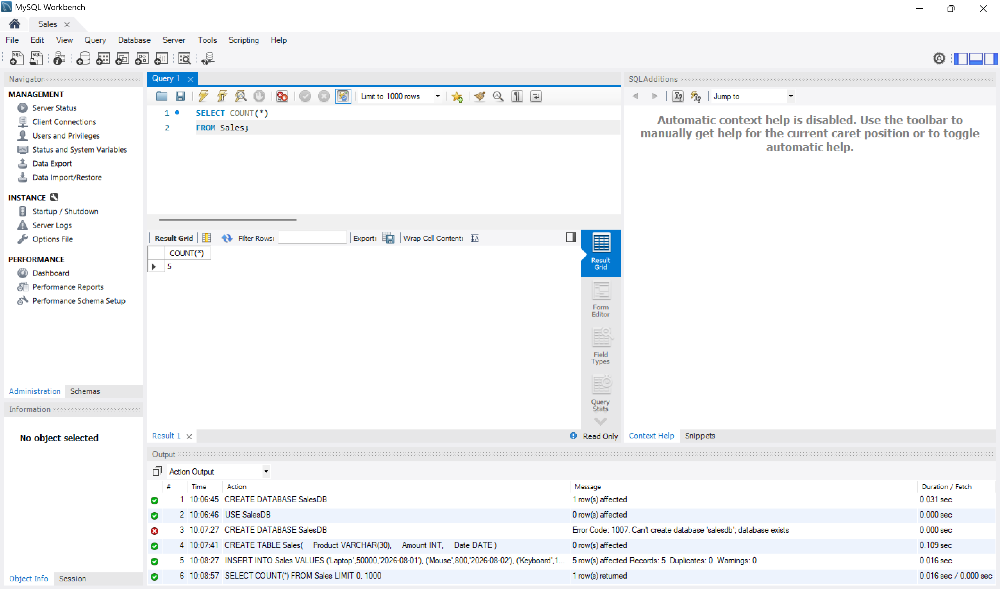 MySQL Workbench
Sales
File Edit View Query Database Server Tools Scripting Help
Navigator
MANAGEMENT
Server Status
Client Connections
Users and Privileges
Status and System Variables
Data Export
Data Import/Restore
INSTANCE
Startup / Shutdown
Server Logs
Options File
PERFORMANCE
Dashboard
Performance Reports
Performance Schema Setup
Administration Schemas
Information
No object selected
Object Info Session
Query 1
Limit to 1000 rows
1 SELECT COUNT(*)
2 FROM Sales;
Result Grid Filter Rows: Export: Wrap Cell Content:
COUNT(*)
5
Result
Grid
Form
Editor
Field
Types
Query
Stats
Result 1 Read Only
SQLAdditions
Jump to
Automatic context help is disabled. Use the toolbar to
manually get help for the current caret position or to toggle
automatic help.
Context Help Snippets
Output
Action Output
# Time Action Message Duration / Fetch
1 10:06:45 CREATE DATABASE SalesDB 1 row(s) affected 0.031 sec
2 10:06:46 USE SalesDB 0 row(s) affected 0.000 sec
3 10:07:27 CREATE DATABASE SalesDB Error Code: 1007. Can't create database 'salesdb'; database exists 0.000 sec
4 10:07:41 CREATE TABLE Sales( Product VARCHAR(30), Amount INT, Date DATE ) 0 row(s) affected 0.109 sec
5 10:08:27 INSERT INTO Sales VALUES ('Laptop',50000,'2026-08-01'), ('Mouse',800,'2026-08-02'), ('Keyboard',1... 5 row(s) affected Records: 5 Duplicates: 0 Warnings: 0 0.016 sec
6 10:08:57 SELECT COUNT(*) FROM Sales LIMIT 0, 1000 1 row(s) returned 0.016 sec / 0.000 sec